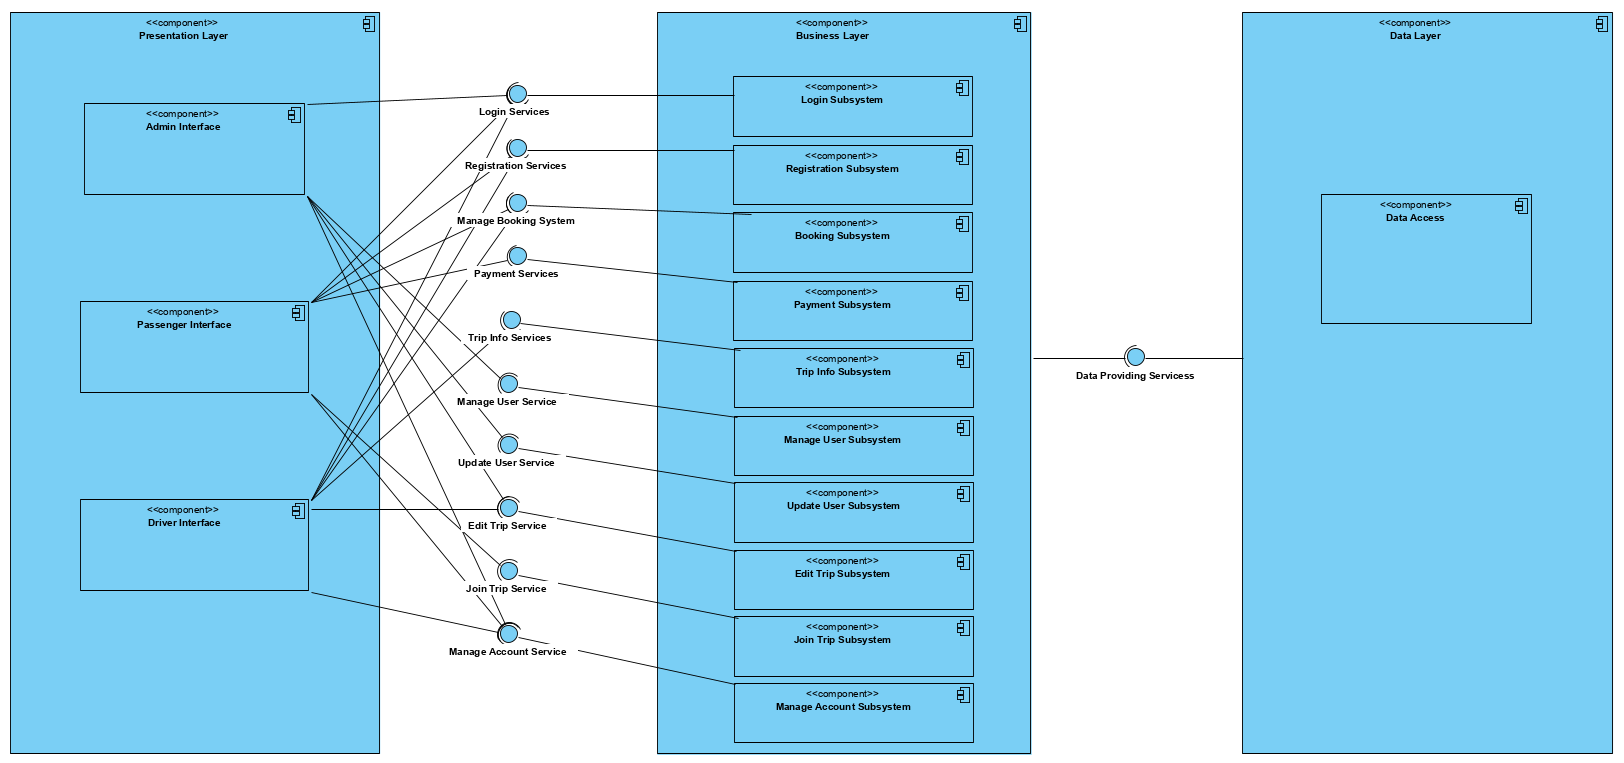 <<component>>
Presentation Layer
<<component>>
Admin Interface
<<component>>
Passenger Interface
<<component>>
Driver Interface
Login Services
Registration Services
Manage Booking System
Payment Services
Trip Info Services
Manage User Service
Update User Service
Edit Trip Service
Join Trip Service
Manage Account Service
<<component>>
Business Layer
<<component>>
Login Subsystem
<<component>>
Registration Subsystem
<<component>>
Booking Subsystem
<<component>>
Payment Subsystem
<<component>>
Trip Info Subsystem
<<component>>
Manage User Subsystem
<<component>>
Update User Subsystem
<<component>>
Edit Trip Subsystem
<<component>>
Join Trip Subsystem
<<component>>
Manage Account Subsystem
Data Providing Servicess
<<component>>
Data Layer
<<component>>
Data Access